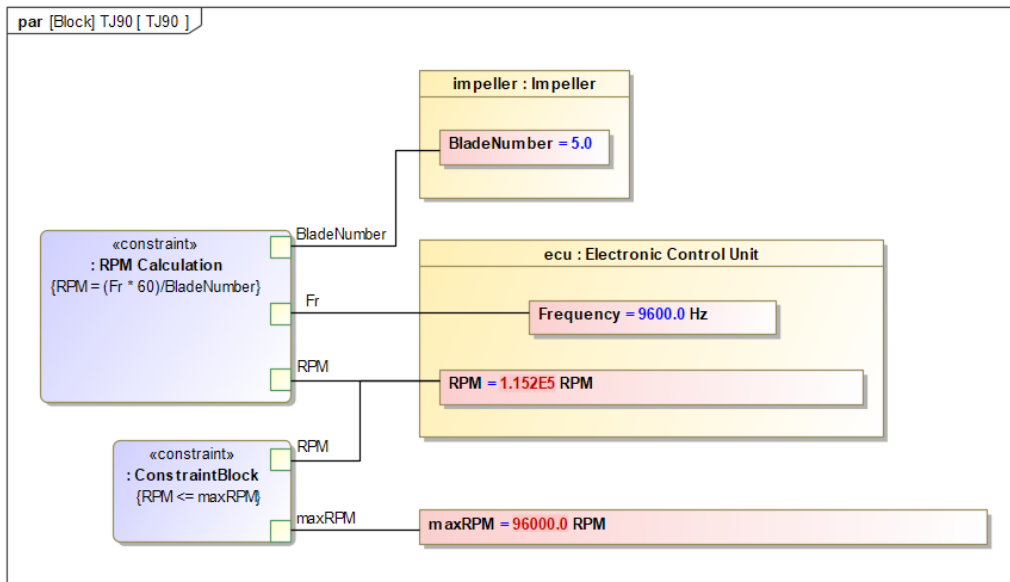 par [Block] TJ90 [ TJ90 ]
impeller : Impeller
BladeNumber = 5.0
BladeNumber
«constraint»
: RPM Calculation
{RPM = (Fr * 60)/BladeNumber}
ecu : Electronic Control Unit
Fr
Frequency = 9600.0 Hz
RPM
RPM = 1.152E5 RPM
RPM
«constraint»
: ConstraintBlock
{RPM <= maxRPM}
maxRPM
maxRPM = 96000.0 RPM